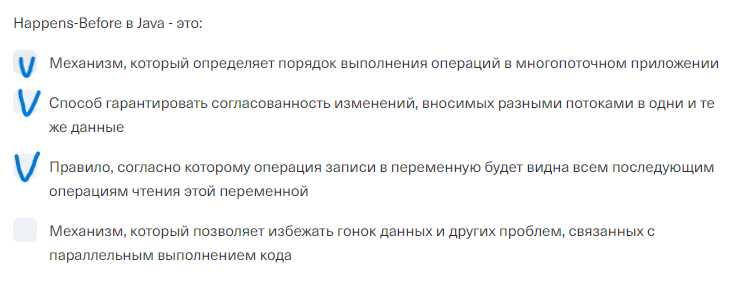 Happens-Before в Java - это:
Механизм, который определяет порядок выполнения операций в многопоточном приложении
Способ гарантировать согласованность изменений, вносимых разными потоками в одни и те
же данные
Правило, согласно которому операция записи в переменную будет видна всем последующим
операциям чтения этой переменной
Механизм, который позволяет избежать гонок данных и других проблем, связанных с
параллельным выполнением кода